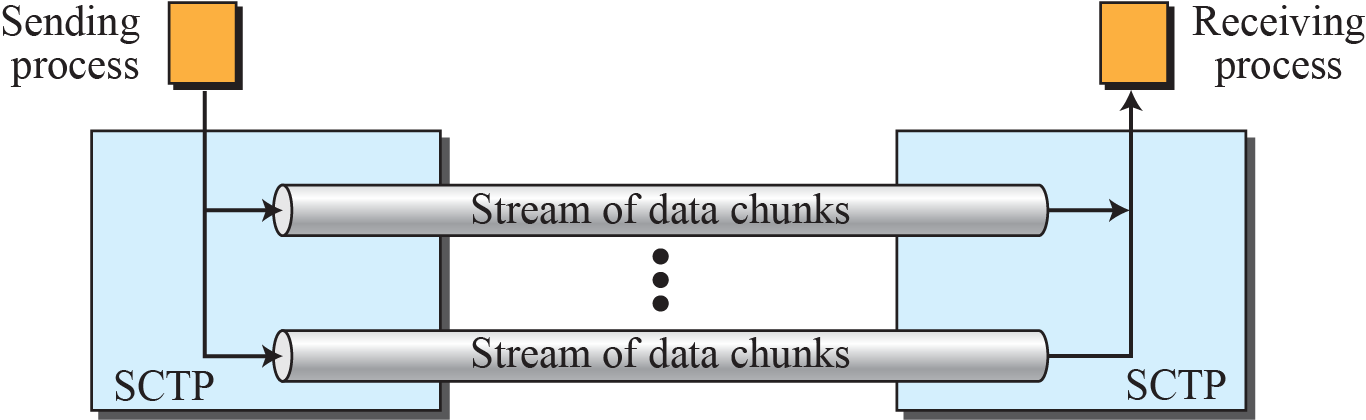 Sending
process
Receiving
process
Stream of data chunks
Stream of data chunks
SCTP
SCTP